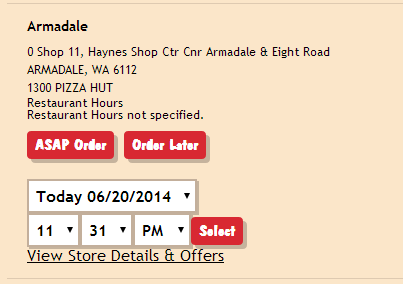 Armadale
0 Shop 11, Haynes Shop Ctr Cnr Armadale & Eight Road
ARMADALE, WA 6112
1300 PIZZA HUT
Restaurant Hours
Restaurant Hours not specified.
ASAP Order Order Later
Today 06/20/2014
11 31 PM Select
View Store Details & Offers